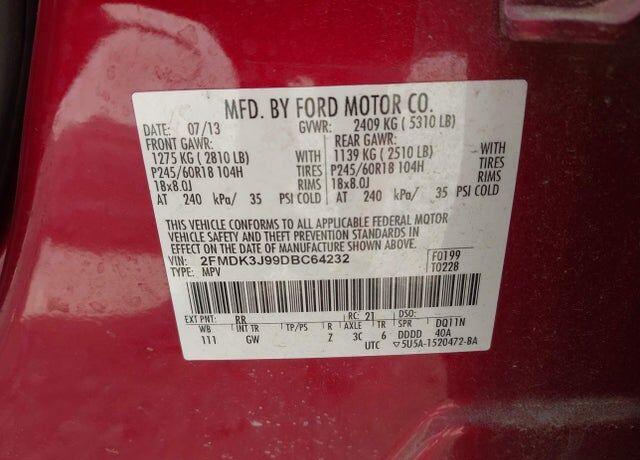 MFD. BY FORD MOTOR CO.
DATE: 07/13 GVWR: 2409 KG ( 5310 LB)
FRONT GAWR: REAR GAWR:
1275 KG ( 2810 LB) WITH 1139 KG ( 2510 LB) WITH
P245/60R18 104H TIRES P245/60R18 104H TIRES
18x8.0J RIMS 18x8.0J RIMS
AT 240 kPa/ 35 PSI COLD AT 240 kPa/ 35 PSI COLD
THIS VEHICLE CONFORMS TO ALL APPLICABLE FEDERAL MOTOR
VEHICLE SAFETY AND THEFT PREVENTION STANDARDS IN
EFFECT ON THE DATE OF MANUFACTURE SHOWN ABOVE.
VIN: 2FMDK3J99DBC64232 F0199
TYPE: MPV T0228
EXT PNT: RR RC: 21 DSO:
WB INT TR TP/PS R AXLE TR SPR DQ11N
111 GW Z 3C 6 DDDD 40A
UTC ▽5U5A-1520472-BA